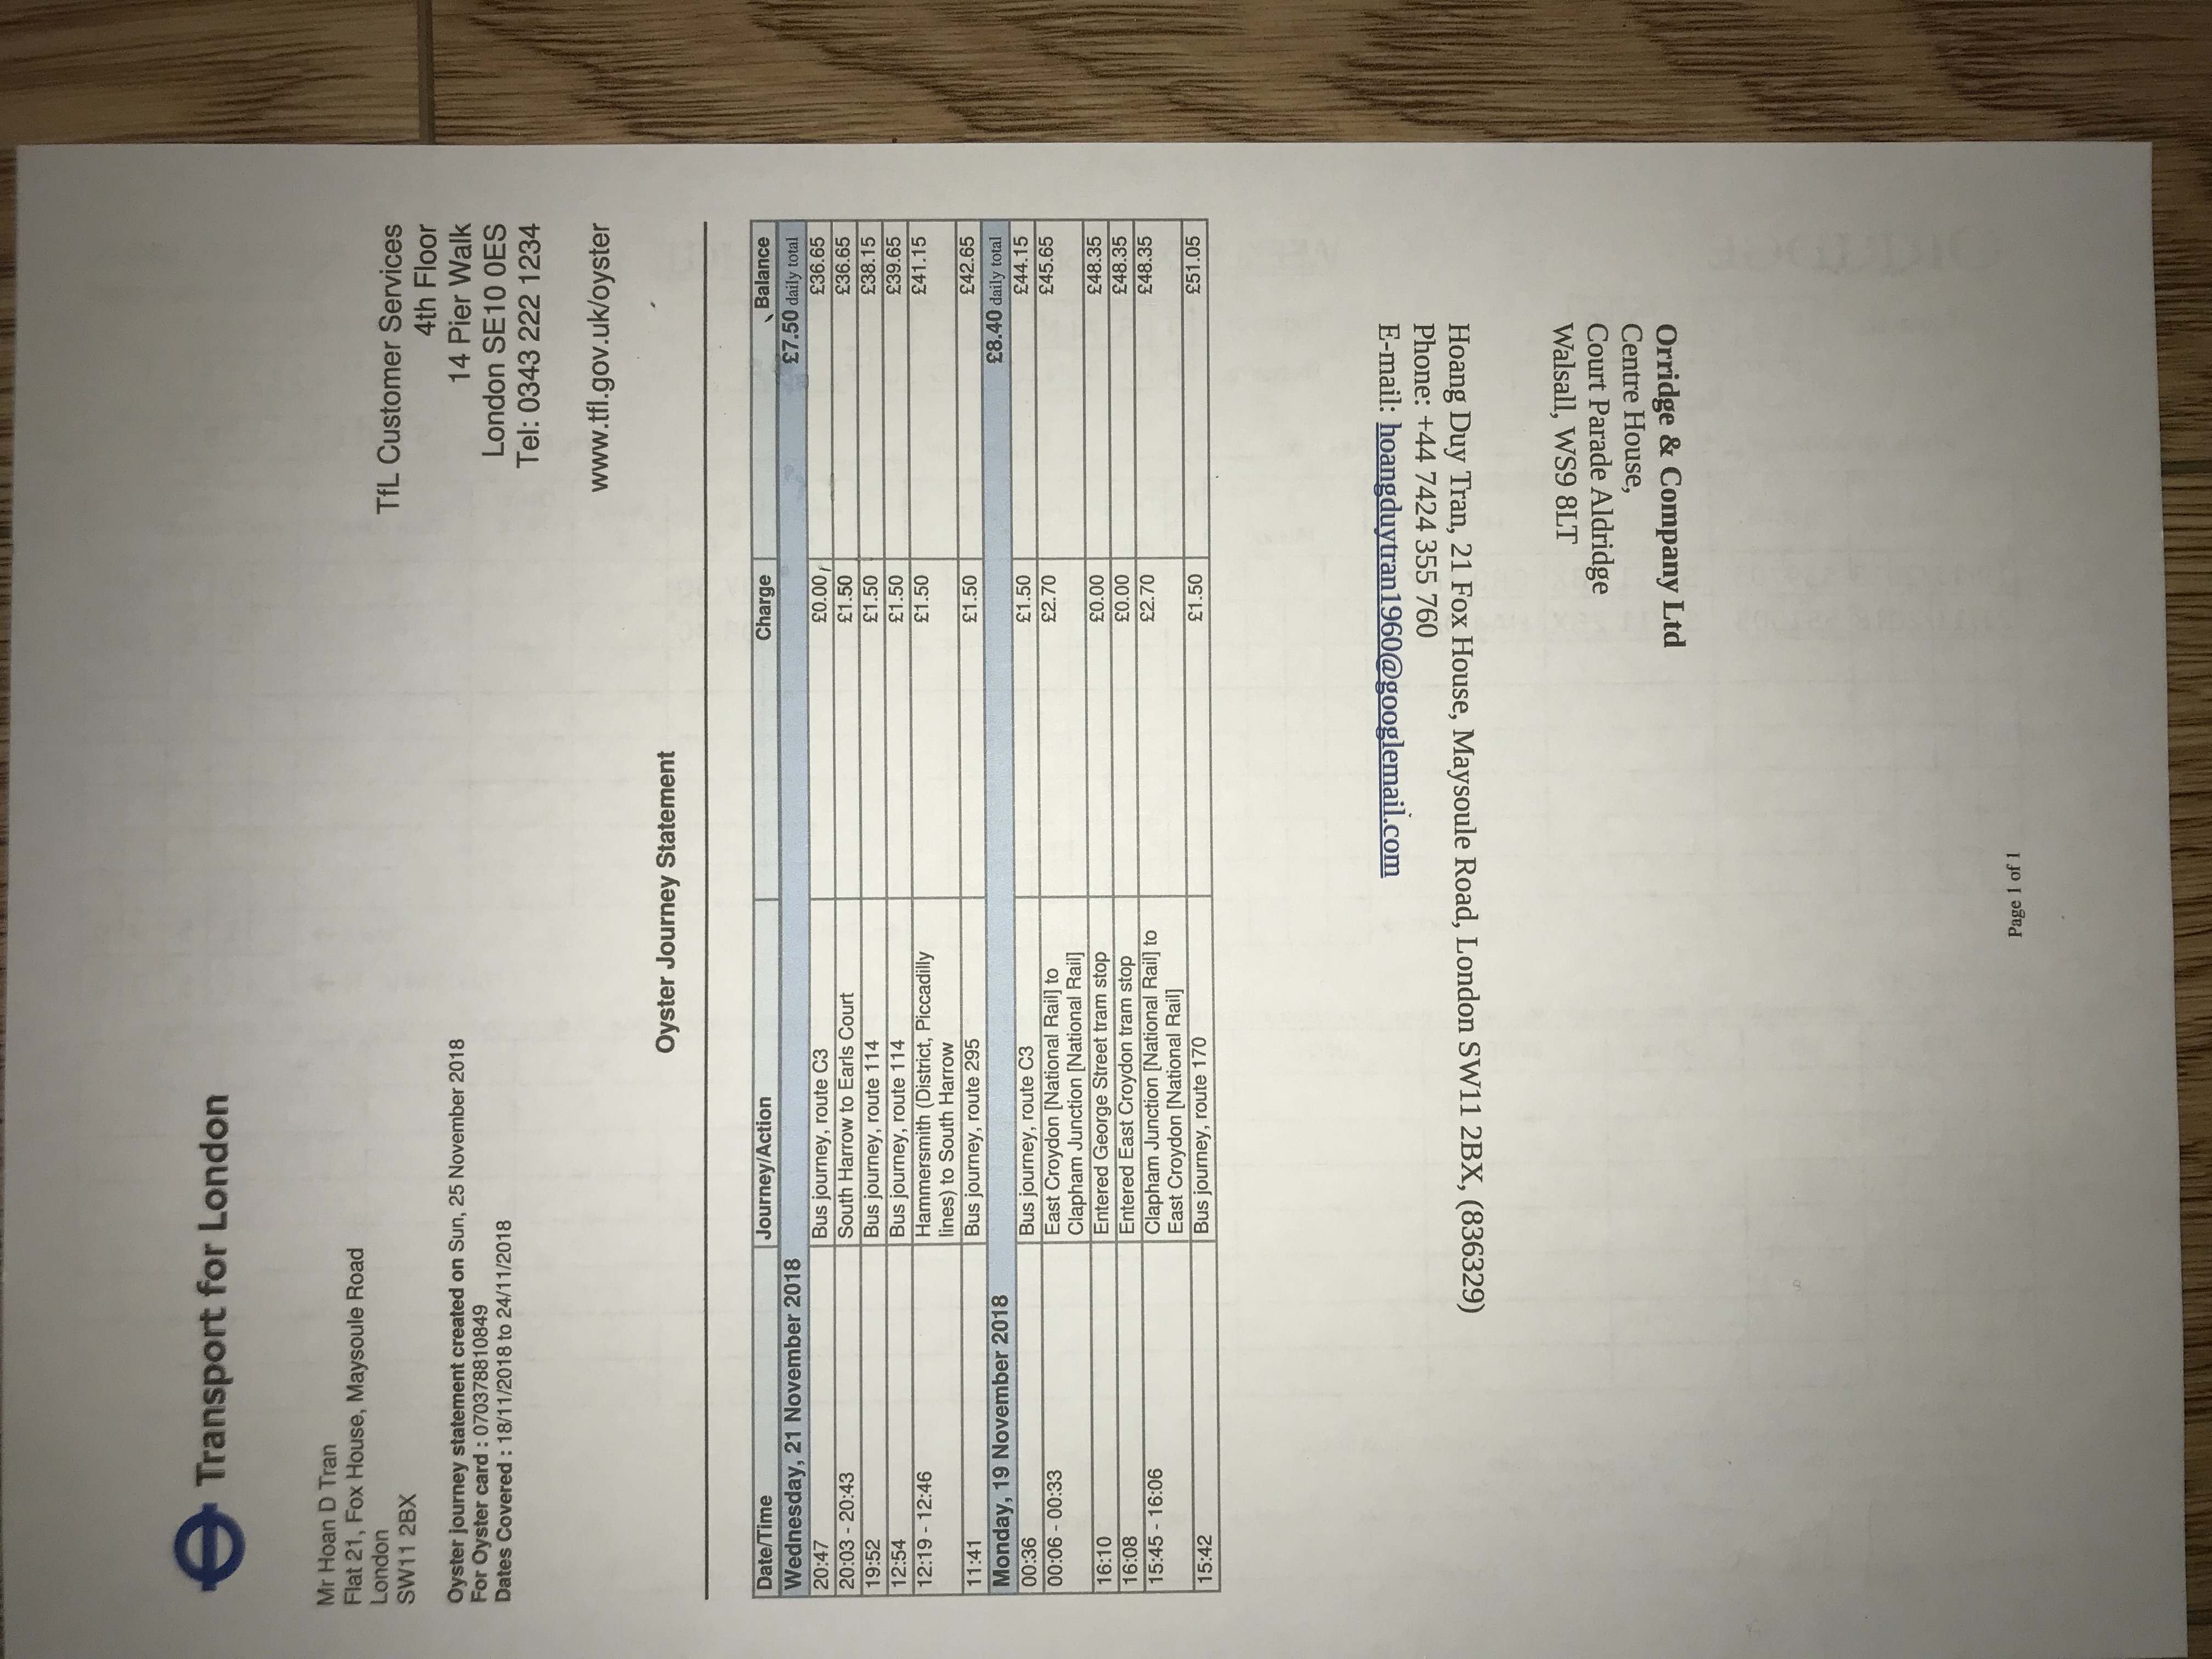 Transport for London
Mr Hoan D Tran
Flat 21, Fox House, Maysoule Road
London
SW11 2BX
TfL Customer Services
4th Floor
14 Pier Walk
London SE10 0ES
Tel: 0343 222 1234
www.tfl.gov.uk/oyster
Oyster journey statement created on Sun, 25 November 2018
For Oyster card : 070378810849
Dates Covered : 18/11/2018 to 24/11/2018
Oyster Journey Statement
Date/Time Journey/Action Charge Balance
Wednesday, 21 November 2018 £7.50 daily total
20:47 Bus journey, route C3 £0.00 £36.65
20:03 - 20:43 South Harrow to Earls Court £1.50 £36.65
19:52 Bus journey, route 114 £1.50 £38.15
12:54 Bus journey, route 114 £1.50 £39.65
12:19 - 12:46 Hammersmith (District, Piccadilly £1.50 £41.15
lines) to South Harrow
11:41 Bus journey, route 295 £1.50 £42.65
Monday, 19 November 2018 £8.40 daily total
00:36 Bus journey, route C3 £1.50 £44.15
00:06 - 00:33 East Croydon [National Rail] to £2.70 £45.65
Clapham Junction [National Rail]
16:10 Entered George Street tram stop £0.00 £48.35
16:08 Entered East Croydon tram stop £0.00 £48.35
15:45 - 16:06 Clapham Junction [National Rail] to £2.70 £48.35
East Croydon [National Rail]
15:42 Bus journey, route 170 £1.50 £51.05
Orridge & Company Ltd
Centre House,
Court Parade Aldridge
Walsall, WS9 8LT
Hoang Duy Tran, 21 Fox House, Maysoule Road, London SW11 2BX, (836329)
Phone: +44 7424 355 760
E-mail: hoangduytran1960@googlemail.com
Page 1 of 1